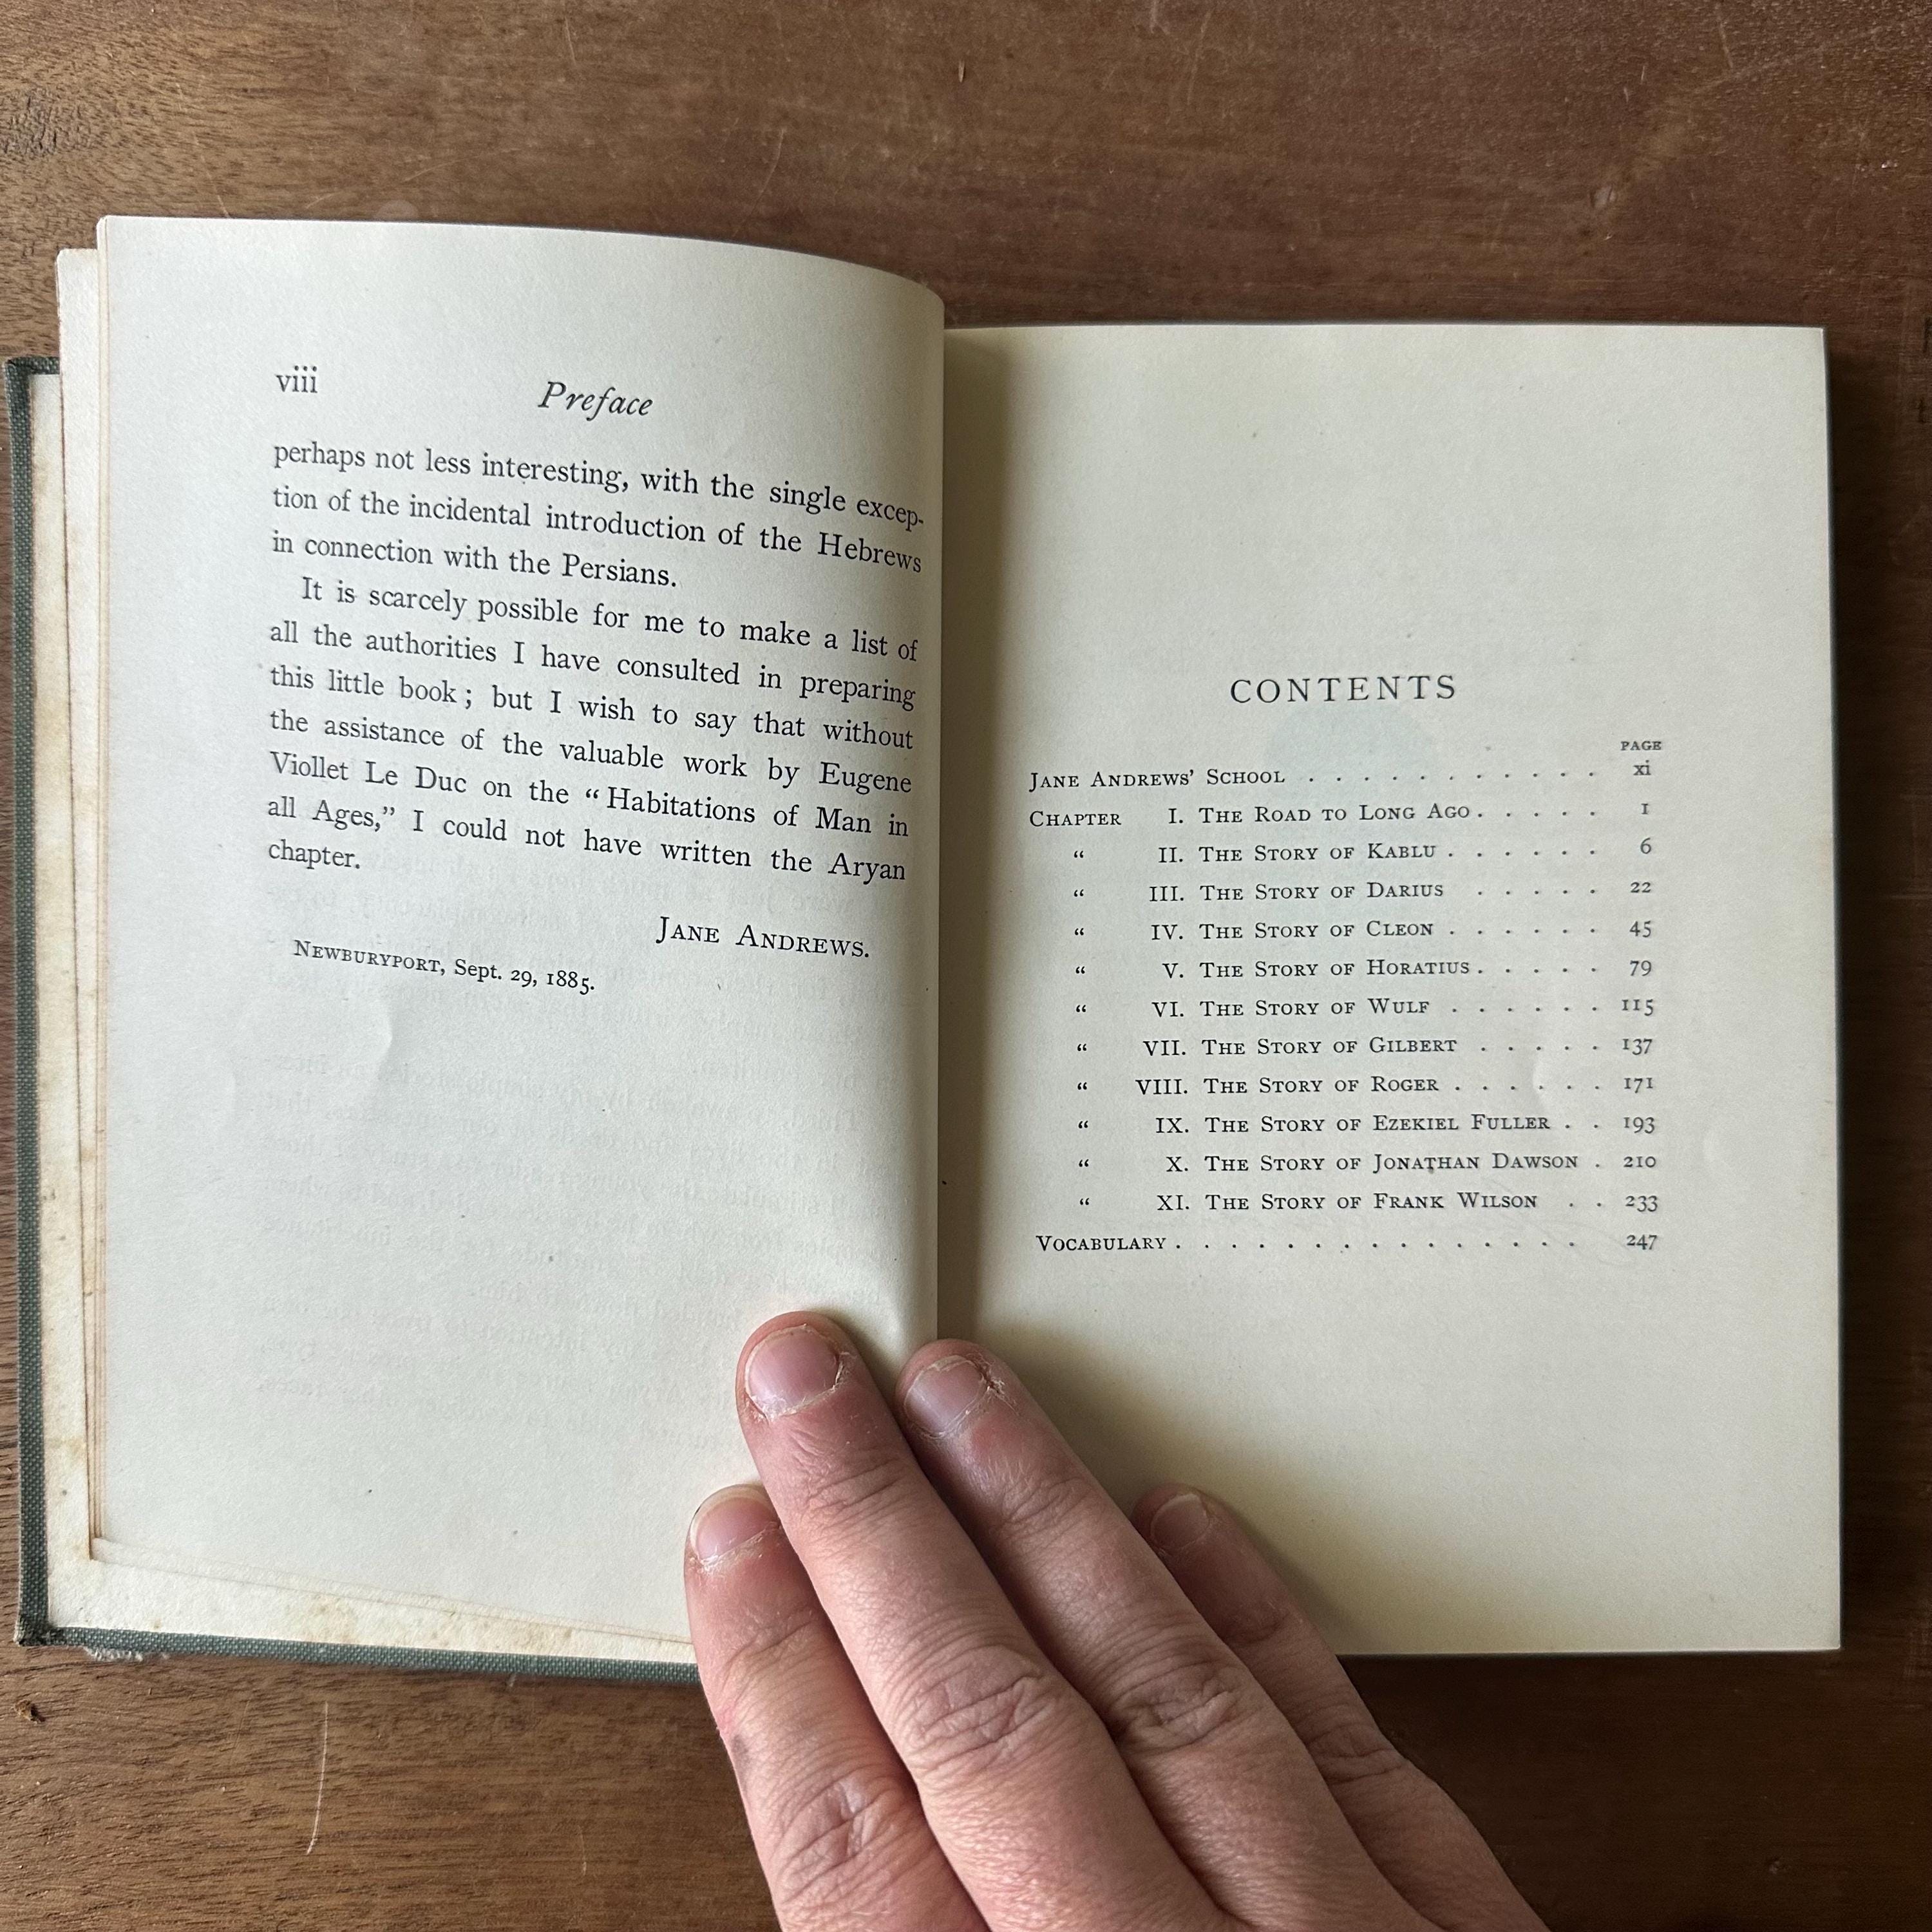 viii
Preface
perhaps not less interesting, with the single excep-
tion of the incidental introduction of the Hebrews
in connection with the Persians.
It is scarcely possible for me to make a list of
all the authorities I have consulted in preparing
this little book; but I wish to say that without
the assistance of the valuable work by Eugene
Viollet Le Duc on the “Habitations of Man in
all Ages,” I could not have written the Aryan
chapter.
JANE ANDREWS.
NEWBURYPORT, Sept. 29, 1885.
CONTENTS
PAGE
JANE ANDREWS’ SCHOOL . . . . . . . . . . . xi
CHAPTER I. THE ROAD TO LONG AGO . . . . . 1
“ II. THE STORY OF KABLU . . . . . . 6
“ III. THE STORY OF DARIUS . . . . . 22
“ IV. THE STORY OF CLEON . . . . . . 45
“ V. THE STORY OF HORATIUS . . . . . 79
“ VI. THE STORY OF WULF . . . . . . 115
“ VII. THE STORY OF GILBERT . . . . . 137
“ VIII. THE STORY OF ROGER . . . . . . 171
“ IX. THE STORY OF EZEKIEL FULLER . . 193
“ X. THE STORY OF JONATHAN DAWSON . 210
“ XI. THE STORY OF FRANK WILSON . . 233
VOCABULARY . . . . . . . . . . . . . . . 247